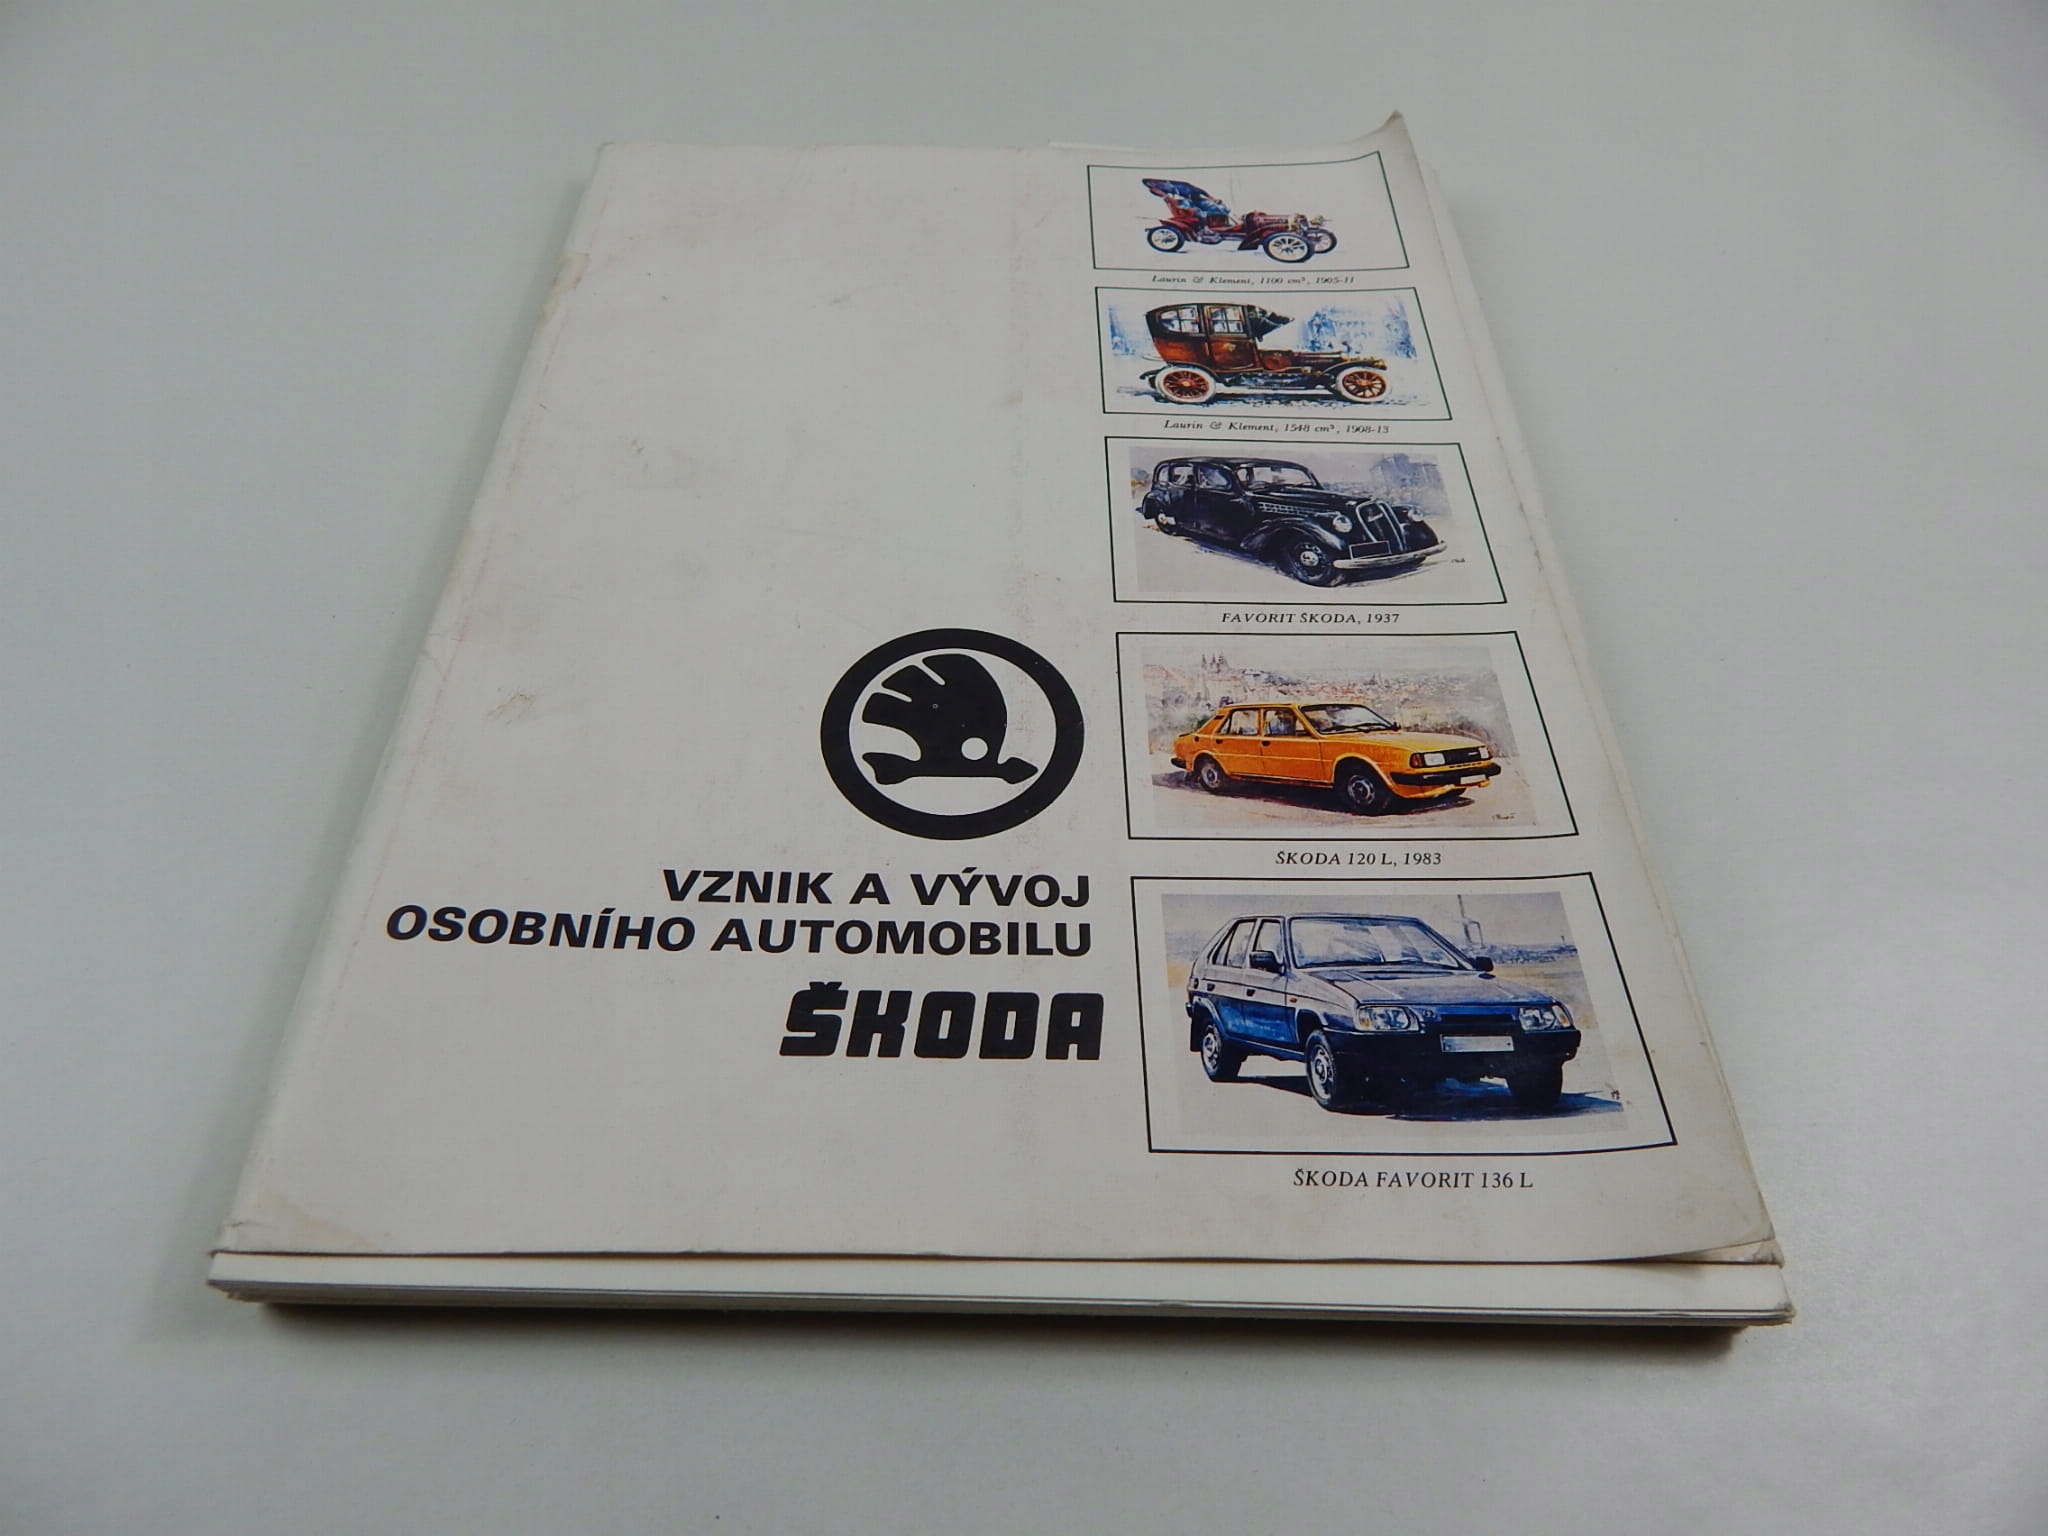 Laurin & Klement, 1100 cm³, 1905-11
Laurin & Klement, 1548 cm³, 1908-13
FAVORIT ŠKODA, 1937
ŠKODA 120 L, 1983
ŠKODA FAVORIT 136 L
VZNIK A VÝVOJ
OSOBNÍHO AUTOMOBILU
ŠKODA